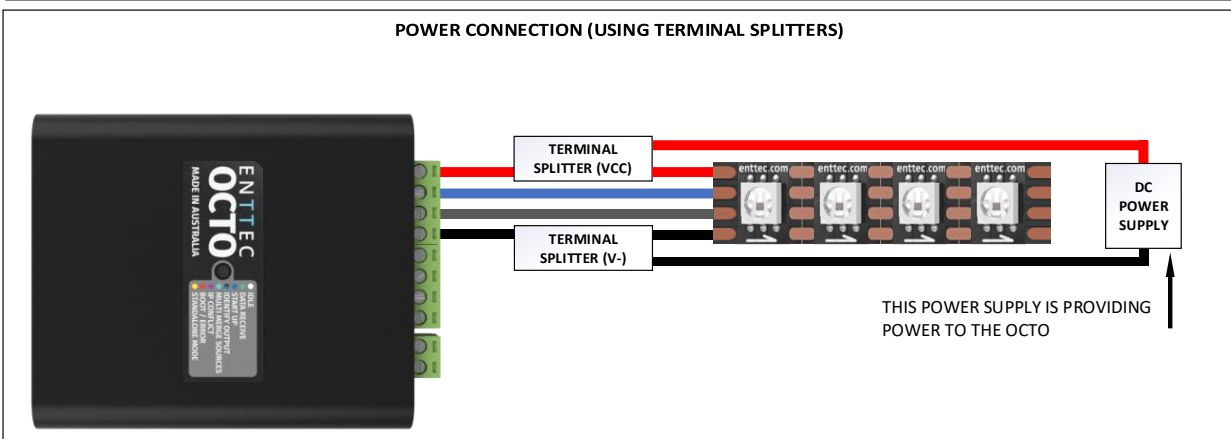 POWER CONNECTION (USING TERMINAL SPLITTERS)
ENTTEC
OCTO
MADE IN AUSTRALIA
IDLE
DATA RECEIVE
START UP
IDENTIFY OUTPUT
MULTI MERGE SOURCES
IP CONFLICT
BOOT / ERROR
STANDALONE MODE
TERMINAL
SPLITTER (VCC)
TERMINAL
SPLITTER (V-)
enttec.com
enttec.com
enttec.com
enttec.com
DC
POWER
SUPPLY
THIS POWER SUPPLY IS PROVIDING
POWER TO THE OCTO